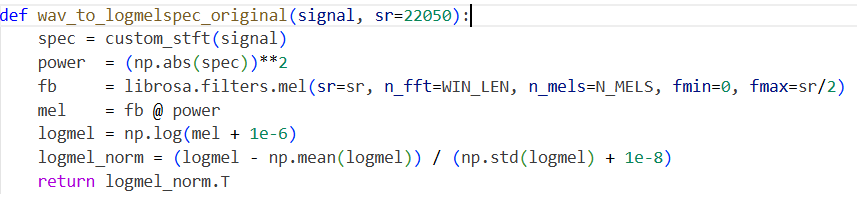 def wav_to_logmelspec_original(signal, sr=22050):
    spec = custom_stft(signal)
    power  = (np.abs(spec))**2
    fb     = librosa.filters.mel(sr=sr, n_fft=WIN_LEN, n_mels=N_MELS, fmin=0, fmax=sr/2)
    mel    = fb @ power
    logmel = np.log(mel + 1e-6)
    logmel_norm = (logmel - np.mean(logmel)) / (np.std(logmel) + 1e-8)
    return logmel_norm.T